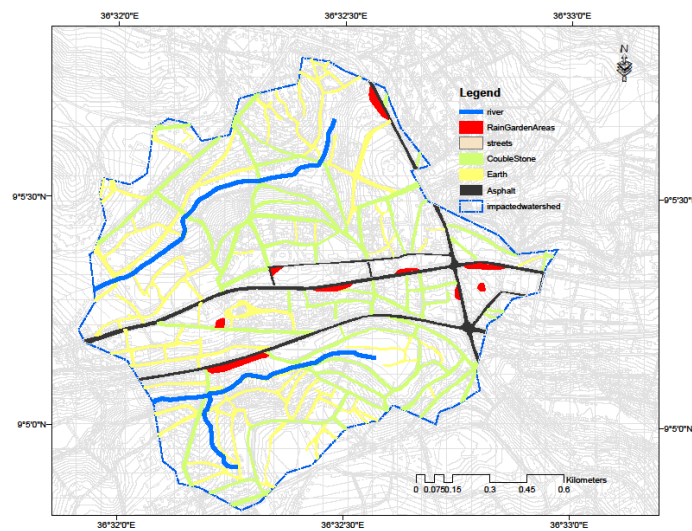 36°32'0"E 36°32'30"E 36°33'0"E
N
Legend
river
RainGardenAreas
streets
CoubleStone
Earth
Asphalt
impactedwatershed
9°5'30"N 9°5'30"N
9°5'0"N 9°5'0"N
Kilometers
0 0.075 0.15 0.3 0.45 0.6
36°32'0"E 36°32'30"E 36°33'0"E